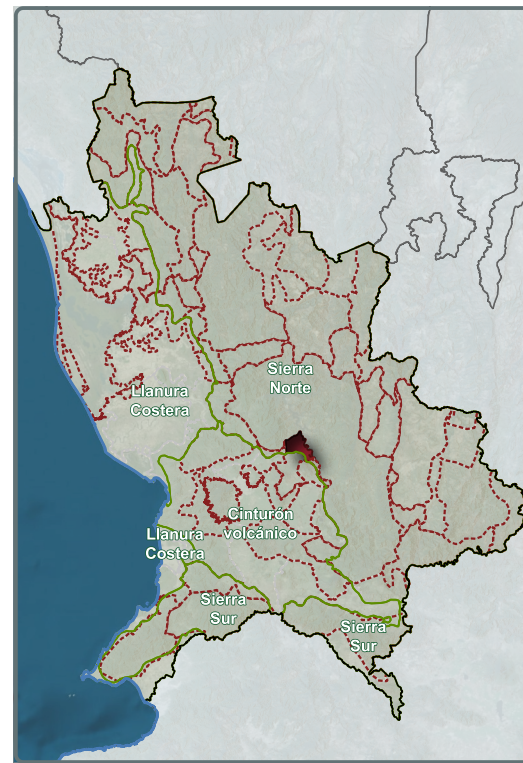 Sierra
Norte
Llanura
Costera
Cinturón
volcánico
Llanura
Costera
Sierra
Sur
Sierra
Sur